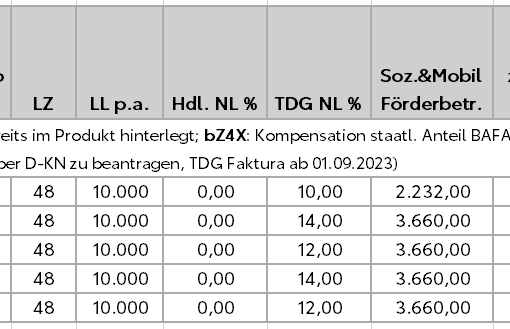 Soz.&Mobil
LZ LL p.a. Hdl. NL % TDG NL % Förderbetr.
im Produkt hinterlegt; bZ4X: Kompensation staatl. Anteil BAFA
D-KN zu beantragen, TDG Faktura ab 01.09.2023)
48 10.000 0,00 10,00 2.232,00
48 10.000 0,00 14,00 3.660,00
48 10.000 0,00 12,00 3.660,00
48 10.000 0,00 14,00 3.660,00
48 10.000 0,00 12,00 3.660,00